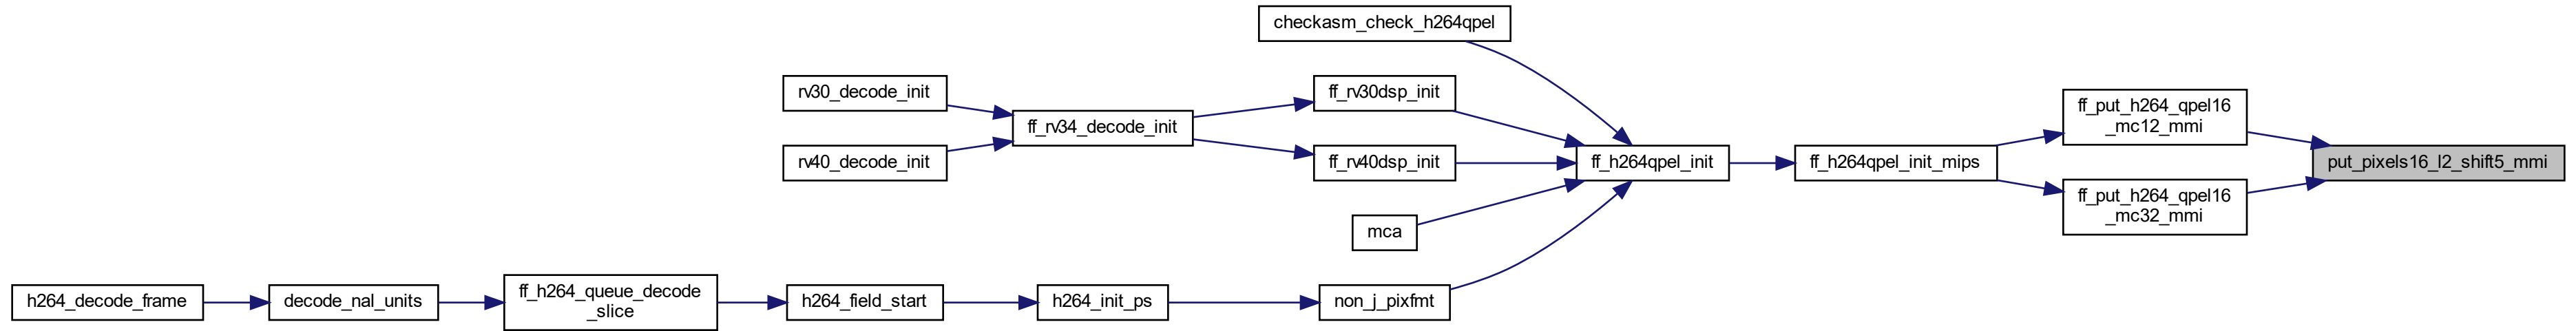 checkasm_check_h264qpel
rv30_decode_init
ff_rv30dsp_init
ff_rv34_decode_init
rv40_decode_init
ff_rv40dsp_init
ff_h264qpel_init
ff_h264qpel_init_mips
ff_put_h264_qpel16
_mc12_mmi
put_pixels16_l2_shift5_mmi
ff_put_h264_qpel16
_mc32_mmi
mca
h264_decode_frame
decode_nal_units
ff_h264_queue_decode
_slice
h264_field_start
h264_init_ps
non_j_pixfmt